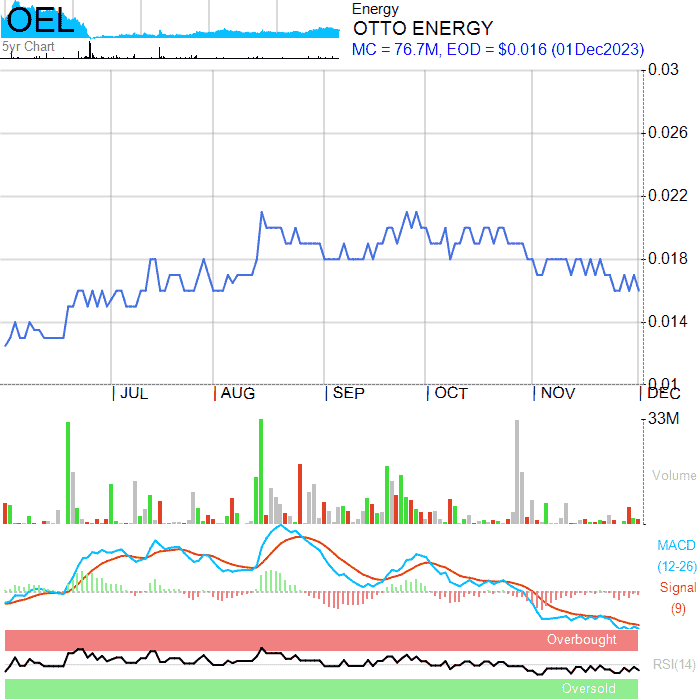 OEL
5yr Chart
Energy
OTTO ENERGY
MC = 76.7M, EOD = $0.016 (01Dec2023)
0.03
0.026
0.022
0.018
0.014
0.01
JUL
AUG
SEP
OCT
NOV
DEC
33M
Volume
MACD
(12-26)
Signal
(9)
Overbought
RSI(14)
Oversold